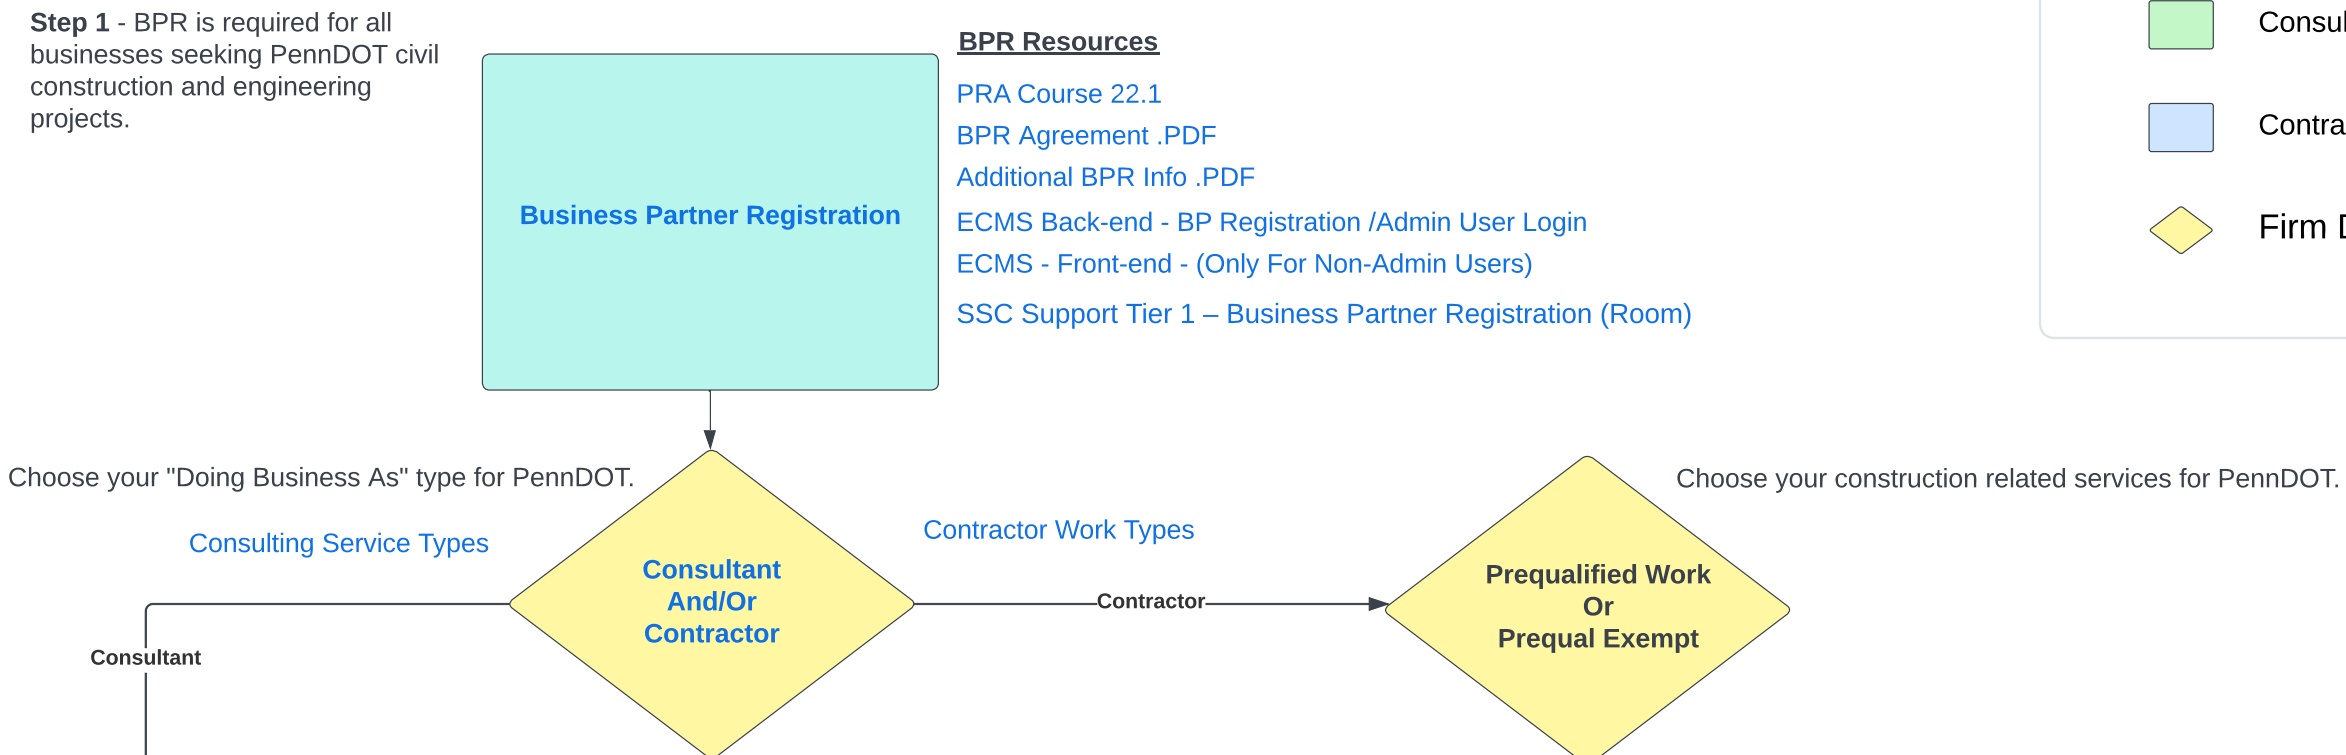 Step 1 - BPR is required for all
businesses seeking PennDOT civil
construction and engineering
projects.
Business Partner Registration
BPR Resources
PRA Course 22.1
BPR Agreement .PDF
Additional BPR Info .PDF
ECMS Back-end - BP Registration /Admin User Login
ECMS - Front-end - (Only For Non-Admin Users)
SSC Support Tier 1 – Business Partner Registration (Room)
Firm
Choose your "Doing Business As" type for PennDOT.
Consulting Service Types
Consultant
And/Or
Contractor
Contractor Work Types
Contractor
Consultant
Prequalified Work
Or
Prequal Exempt
Choose your construction related services for PennDOT.